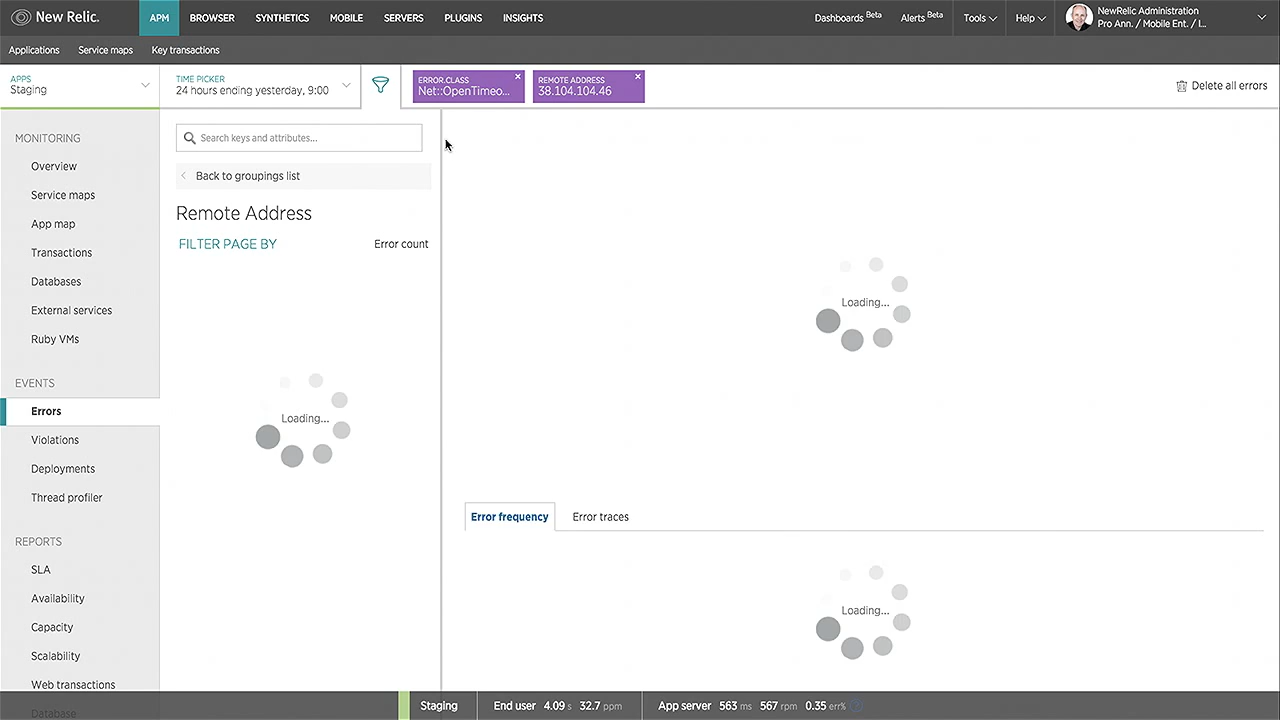 New Relic.
APM
BROWSER
SYNTHETICS
MOBILE
SERVERS
PLUGINS
INSIGHTS
Dashboards Beta
Alerts Beta
Tools
Help
NewRelic Administration
Pro Ann. / Mobile Ent. / I...
Applications
Service maps
Key transactions
APPS
Staging
TIME PICKER
24 hours ending yesterday, 9:00
ERROR.CLASS
Net::OpenTimeo...
REMOTE ADDRESS
38.104.104.46
Delete all errors
MONITORING
Overview
Service maps
App map
Transactions
Databases
External services
Ruby VMs
EVENTS
Errors
Violations
Deployments
Thread profiler
REPORTS
SLA
Availability
Capacity
Scalability
Web transactions
Database
Search keys and attributes...
Back to groupings list
Remote Address
FILTER PAGE BY
Error count
Loading...
Loading...
Error frequency
Error traces
Loading...
Staging
End user 4.09 s 32.7 ppm
App server 563 ms 567 rpm 0.35 err%